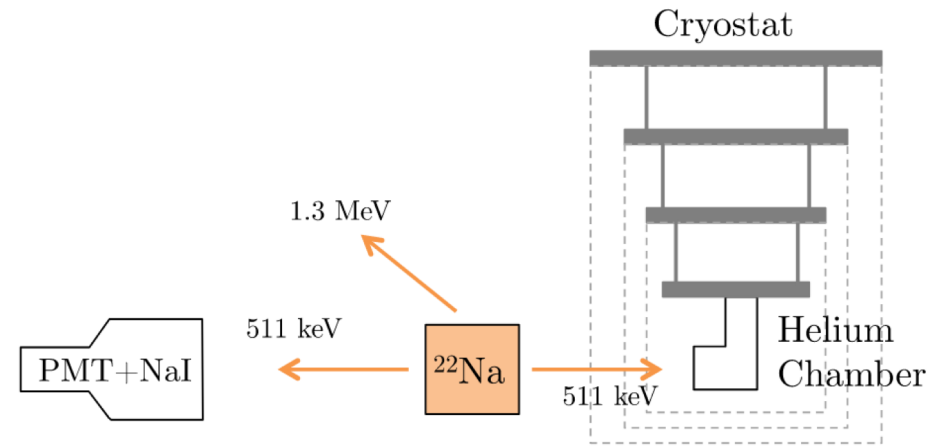 Cryostat
1.3 MeV
511 keV
PMT+NaI
²²Na
511 keV
Helium
Chamber